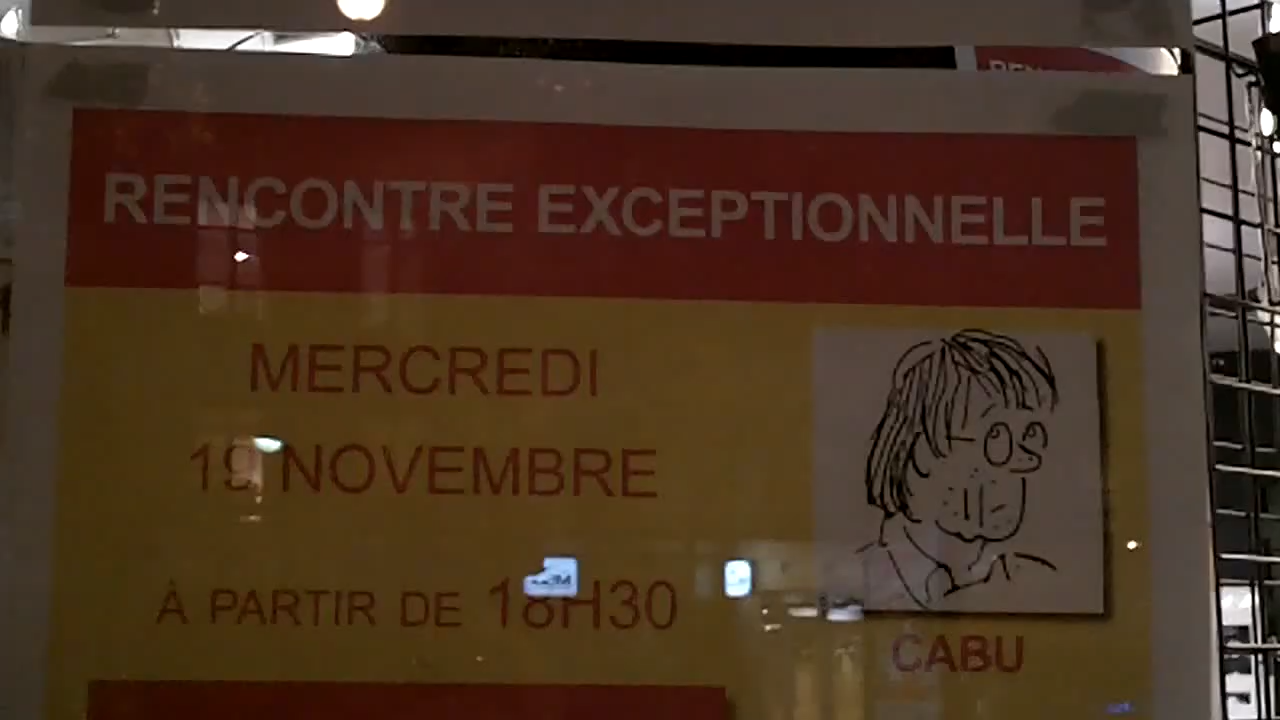 RENCONTRE EXCEPTIONNELLE
MERCREDI
19 NOVEMBRE
À PARTIR DE 18H30
CABU